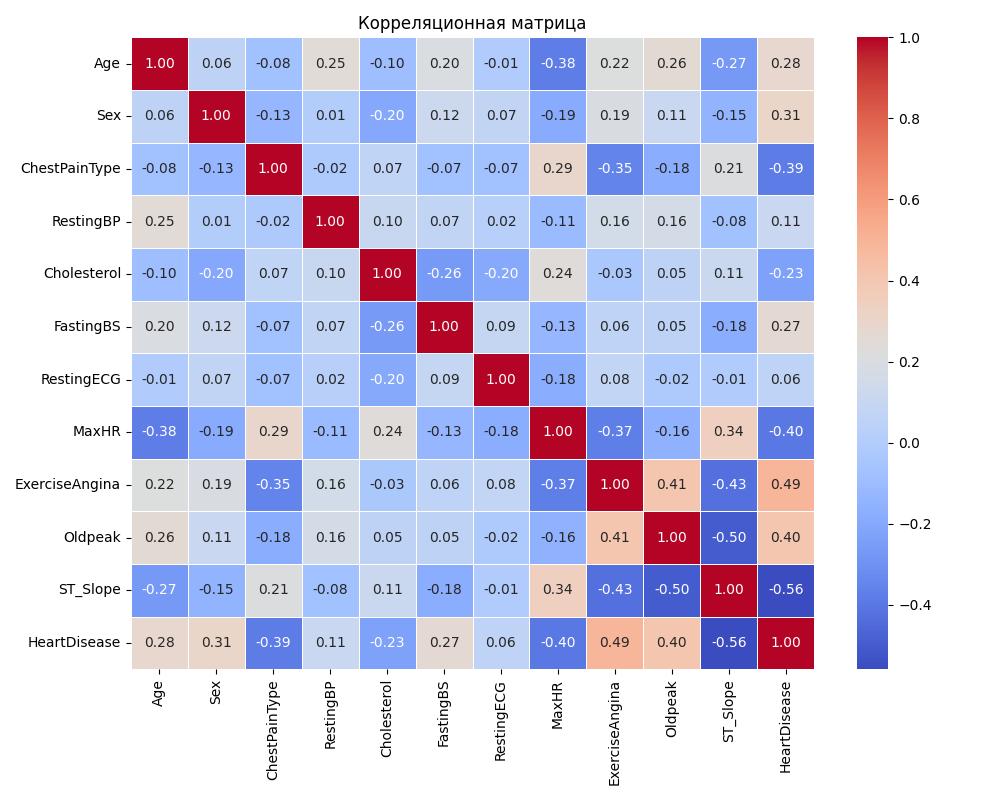 Корреляционная матрица
Age 1.00 0.06 -0.08 0.25 -0.10 0.20 -0.01 -0.38 0.22 0.26 -0.27 0.28
Sex 0.06 1.00 -0.13 0.01 -0.20 0.12 0.07 -0.19 0.19 0.11 -0.15 0.31
ChestPainType -0.08 -0.13 1.00 -0.02 0.07 -0.07 -0.07 0.29 -0.35 -0.18 0.21 -0.39
RestingBP 0.25 0.01 -0.02 1.00 0.10 0.07 0.02 -0.11 0.16 0.16 -0.08 0.11
Cholesterol -0.10 -0.20 0.07 0.10 1.00 -0.26 -0.20 0.24 -0.03 0.05 0.11 -0.23
FastingBS 0.20 0.12 -0.07 0.07 -0.26 1.00 0.09 -0.13 0.06 0.05 -0.18 0.27
RestingECG -0.01 0.07 -0.07 0.02 -0.20 0.09 1.00 -0.18 0.08 -0.02 -0.01 0.06
MaxHR -0.38 -0.19 0.29 -0.11 0.24 -0.13 -0.18 1.00 -0.37 -0.16 0.34 -0.40
ExerciseAngina 0.22 0.19 -0.35 0.16 -0.03 0.06 0.08 -0.37 1.00 0.41 -0.43 0.49
Oldpeak 0.26 0.11 -0.18 0.16 0.05 0.05 -0.02 -0.16 0.41 1.00 -0.50 0.40
ST_Slope -0.27 -0.15 0.21 -0.08 0.11 -0.18 -0.01 0.34 -0.43 -0.50 1.00 -0.56
HeartDisease 0.28 0.31 -0.39 0.11 -0.23 0.27 0.06 -0.40 0.49 0.40 -0.56 1.00
Age
Sex
ChestPainType
RestingBP
Cholesterol
FastingBS
RestingECG
MaxHR
ExerciseAngina
Oldpeak
ST_Slope
HeartDisease
1.0
0.8
0.6
0.4
0.2
0.0
−0.2
−0.4